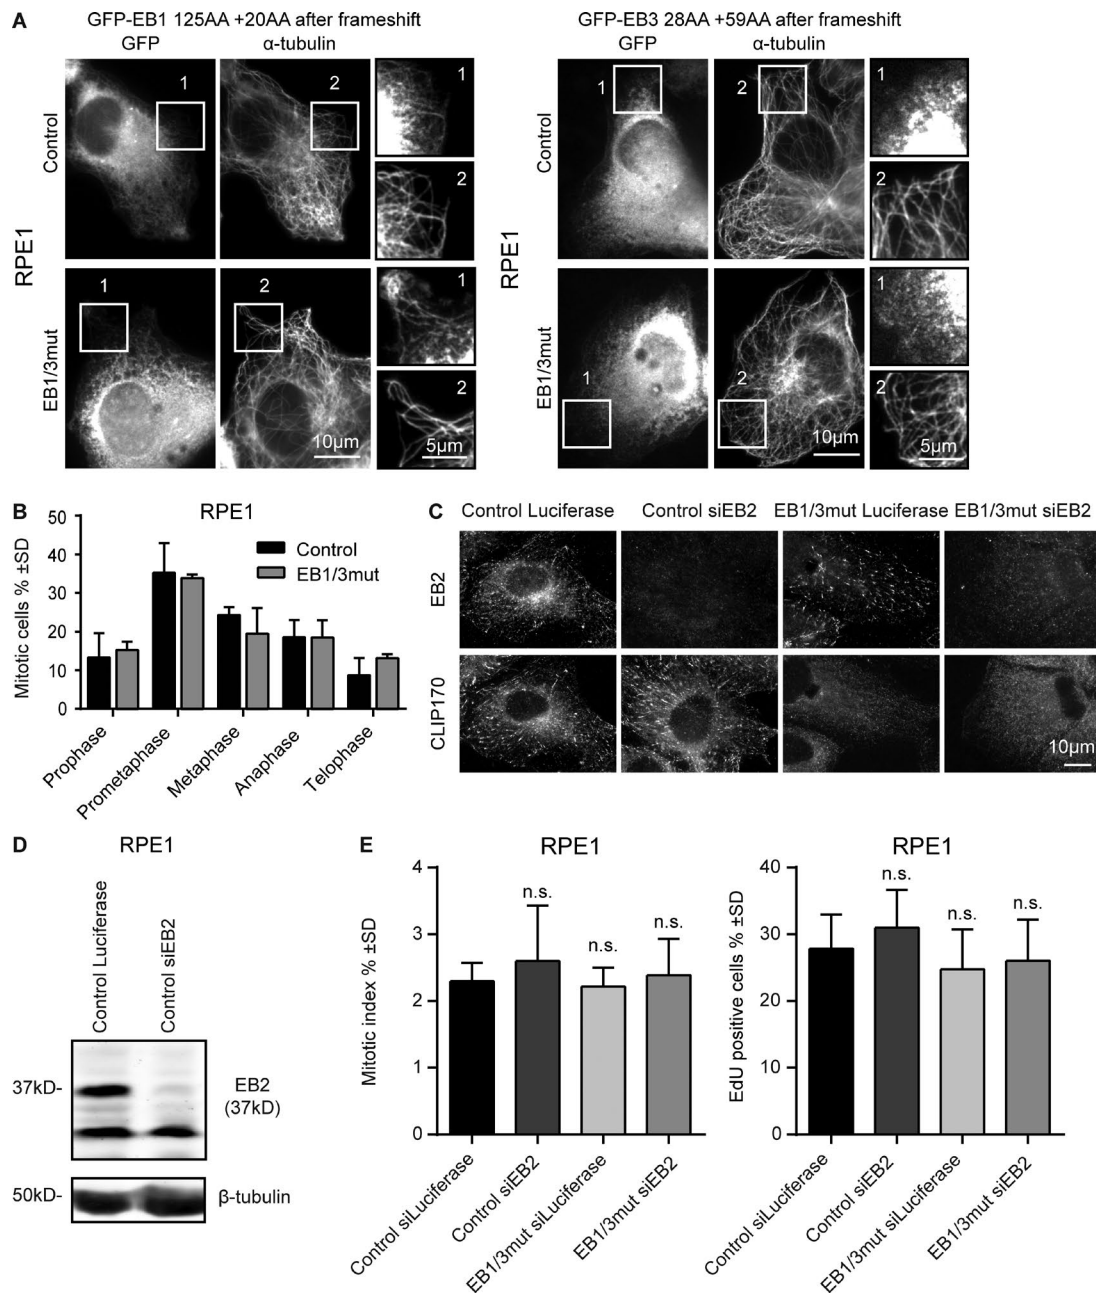 A
GFP-EB1 125AA +20AA after frameshift
GFP
α-tubulin
RPE1
Control
1
2
1
2
EB1/3mut
1
2
10µm
1
2
5µm
GFP-EB3 28AA +59AA after frameshift
GFP
α-tubulin
RPE1
Control
1
2
1
2
EB1/3mut
1
2
10µm
1
2
5µm
B
RPE1
Mitotic cells % ±SD
50
40
30
20
10
0
Control
EB1/3mut
Prophase
Prometaphase
Metaphase
Anaphase
Telophase
C
Control Luciferase
Control siEB2
EB1/3mut Luciferase
EB1/3mut siEB2
EB2
CLIP170
10µm
D
RPE1
Control Luciferase
Control siEB2
37kD-
EB2
(37kD)
50kD-
β-tubulin
E
RPE1
Mitotic index % ±SD
4
3
2
1
0
n.s.
n.s.
n.s.
Control siLuciferase
Control siEB2
EB1/3mut siLuciferase
EB1/3mut siEB2
RPE1
EdU positive cells % ±SD
40
30
20
10
0
n.s.
n.s.
n.s.
Control siLuciferase
Control siEB2
EB1/3mut siLuciferase
EB1/3mut siEB2